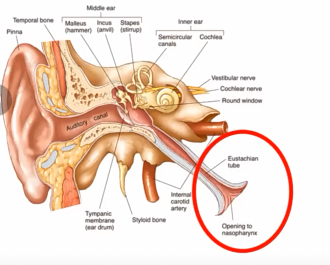 Middle ear
Temporal bone
Malleus
(hammer)
Incus
(anvil)
Stapes
(stirrup)
Inner ear
Pinna
Semicircular
canals
Cochlea
Vestibular nerve
Cochlear nerve
Round window
Auditory canal
Eustachian
tube
Internal
carotid
artery
Tympanic
membrane
(ear drum)
Styloid bone
Opening to
nasopharynx